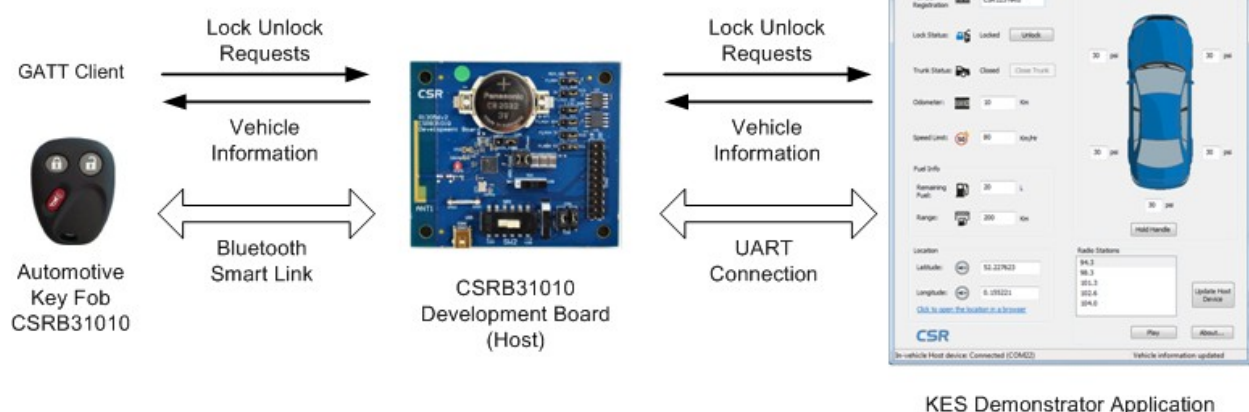 Registration
Lock Unlock
Requests
Lock Unlock
Requests
GATT Client
Vehicle
Information
Vehicle
Information
Bluetooth
Smart Link
UART
Connection
Automotive
Key Fob
CSRB31010
CSR
Panasonic
CR2032
3V
Development Board
ANT1
SW2
CSRB31010
Development Board
(Host)
Lock Status: Locked Unlock
Trunk Status: Closed Close Trunk
Odometer: 10 Km
Speed Limit: 80 Km/Hr
Fuel Info
Remaining
Fuel: 20 L
Range: 200 Km
30 psi
30 psi
30 psi
30 psi
30 psi
Hold Handle
Location
Latitude: 52.227623
Longitude: 0.155221
Click to open the location in a browser
Radio Stations
94.3
98.3
101.3
102.6
104.0
Update Host
Device
CSR
Play
About...
In-vehicle Host device: Connected (COM22)
Vehicle information updated
KES Demonstrator Application